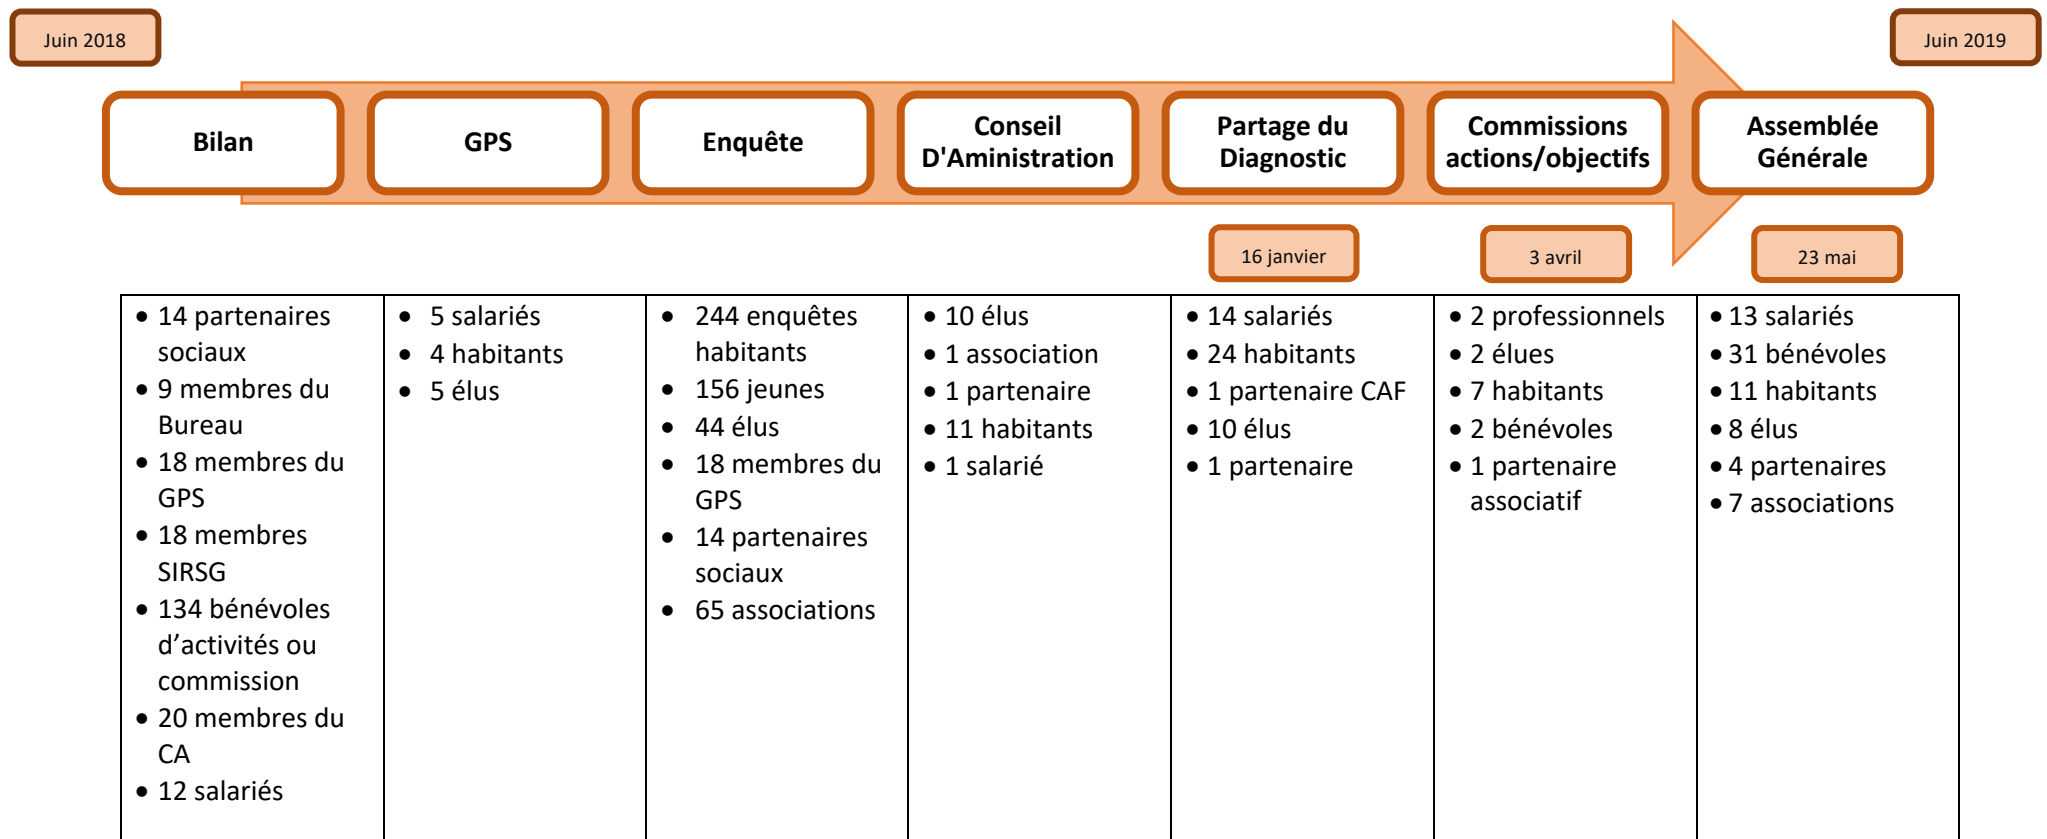 Juin 2018
Juin 2019
Bilan
GPS
Enquête
Conseil
D'Aministration
Partage du
Diagnostic
Commissions
actions/objectifs
Assemblée
Générale
16 janvier
3 avril
23 mai
• 14 partenaires
sociaux
• 9 membres du
Bureau
• 18 membres du
GPS
• 18 membres
SIRSG
• 134 bénévoles
d’activités ou
commission
• 20 membres du
CA
• 12 salariés
• 5 salariés
• 4 habitants
• 5 élus
• 244 enquêtes
habitants
• 156 jeunes
• 44 élus
• 18 membres du
GPS
• 14 partenaires
sociaux
• 65 associations
• 10 élus
• 1 association
• 1 partenaire
• 11 habitants
• 1 salarié
• 14 salariés
• 24 habitants
• 1 partenaire CAF
• 10 élus
• 1 partenaire
• 2 professionnels
• 2 élues
• 7 habitants
• 2 bénévoles
• 1 partenaire
associatif
• 13 salariés
• 31 bénévoles
• 11 habitants
• 8 élus
• 4 partenaires
• 7 associations